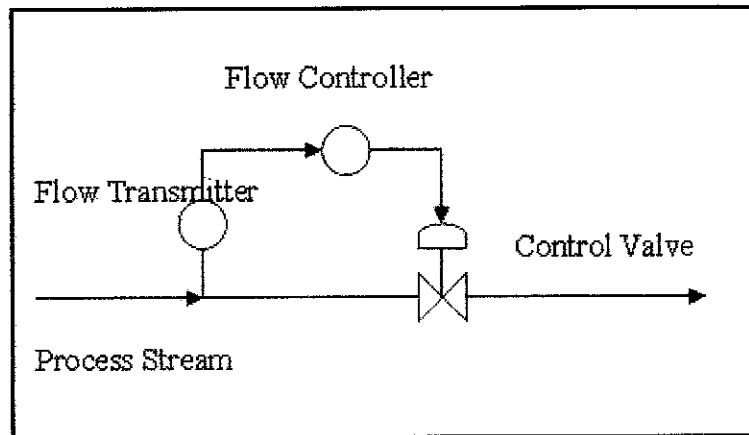 Flow Controller
Flow Transmitter
Control Valve
Process Stream